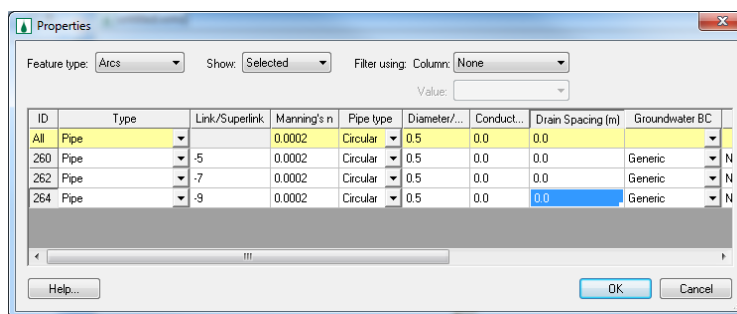 Properties
Feature type: Arcs Show: Selected Filter using: Column: None
Value:
ID Type Link/Superlink Manning's n Pipe type Diameter/... Conduct... Drain Spacing (m) Groundwater BC
All Pipe 0.0002 Circular 0.5 0.0 0.0
260 Pipe -5 0.0002 Circular 0.5 0.0 0.0 Generic N
262 Pipe -7 0.0002 Circular 0.5 0.0 0.0 Generic N
264 Pipe -9 0.0002 Circular 0.5 0.0 0.0 Generic N
Help... OK Cancel